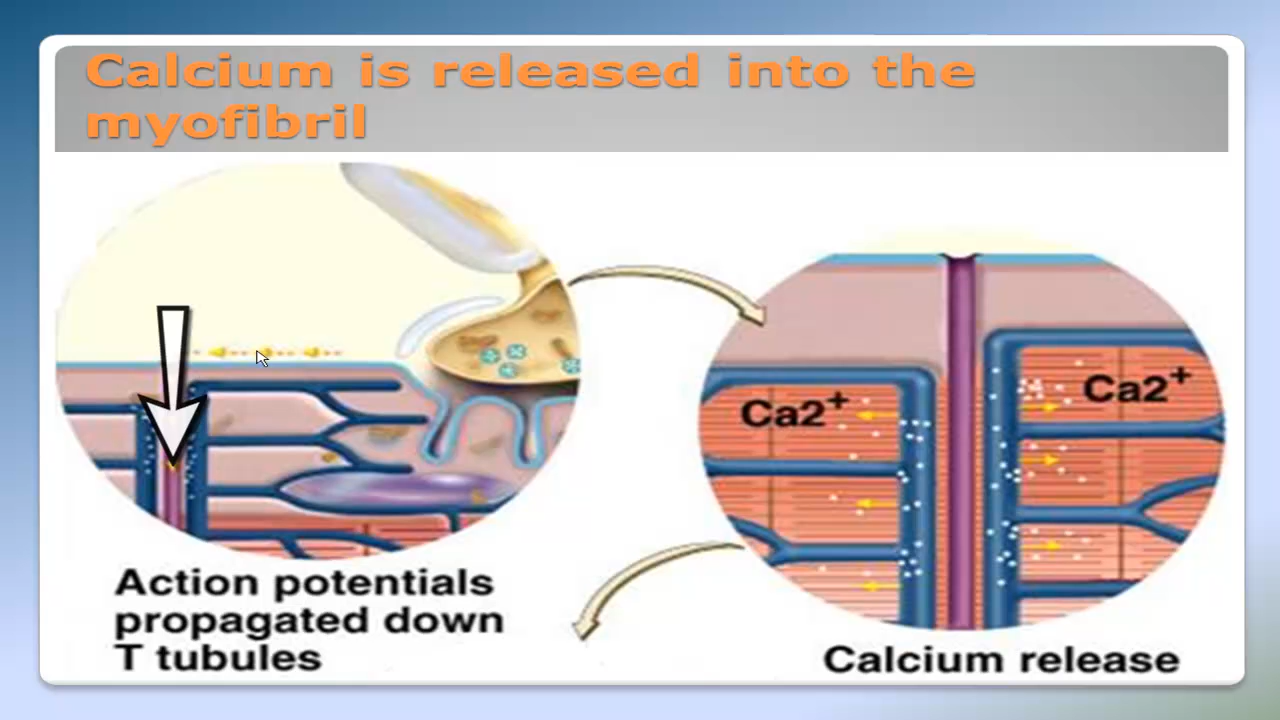 Calcium is released into the
myofibril
Ca2+
Ca2+
Action potentials
propagated down
T tubules
Calcium release